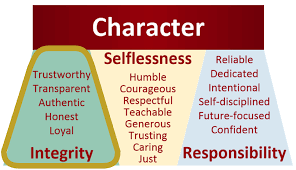 Character
Trustworthy
Transparent
Authentic
Honest
Loyal
Integrity
Selflessness
Humble
Courageous
Respectful
Teachable
Generous
Trusting
Caring
Just
Reliable
Dedicated
Intentional
Self-disciplined
Future-focused
Confident
Responsibility